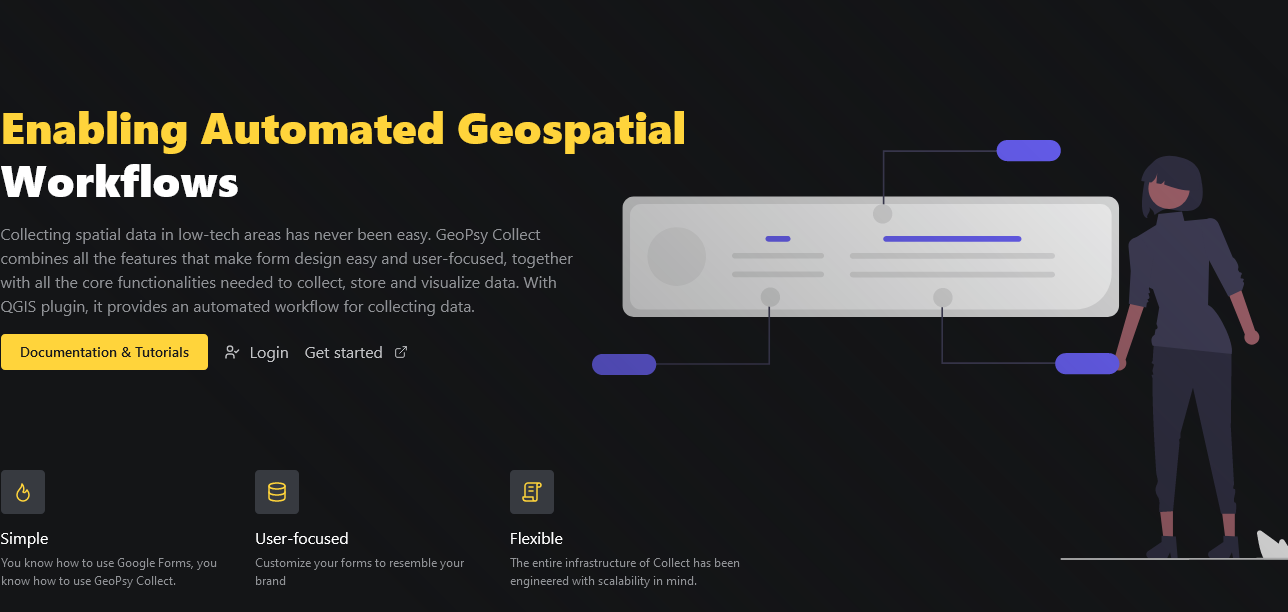 Enabling Automated Geospatial
Workflows
Collecting spatial data in low-tech areas has never been easy. GeoPsy Collect
combines all the features that make form design easy and user-focused, together
with all the core functionalities needed to collect, store and visualize data. With
QGIS plugin, it provides an automated workflow for collecting data.
Documentation & Tutorials Login Get started
Simple
You know how to use Google Forms, you
know how to use GeoPsy Collect.
User-focused
Customize your forms to resemble your
brand
Flexible
The entire infrastructure of Collect has been
engineered with scalability in mind.